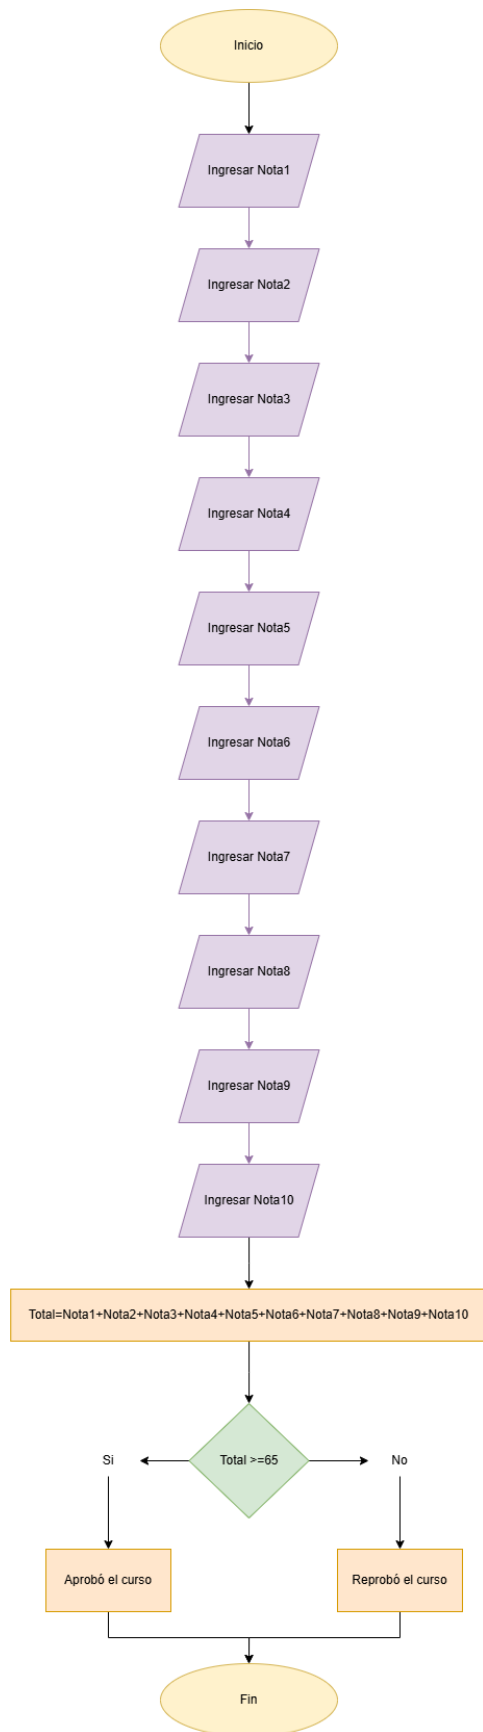 Inicio
Ingresar Nota1
Ingresar Nota2
Ingresar Nota3
Ingresar Nota4
Ingresar Nota5
Ingresar Nota6
Ingresar Nota7
Ingresar Nota8
Ingresar Nota9
Ingresar Nota10
Total=Nota1+Nota2+Nota3+Nota4+Nota5+Nota6+Nota7+Nota8+Nota9+Nota10
Total >=65
Si
No
Aprobó el curso
Reprobó el curso
Fin